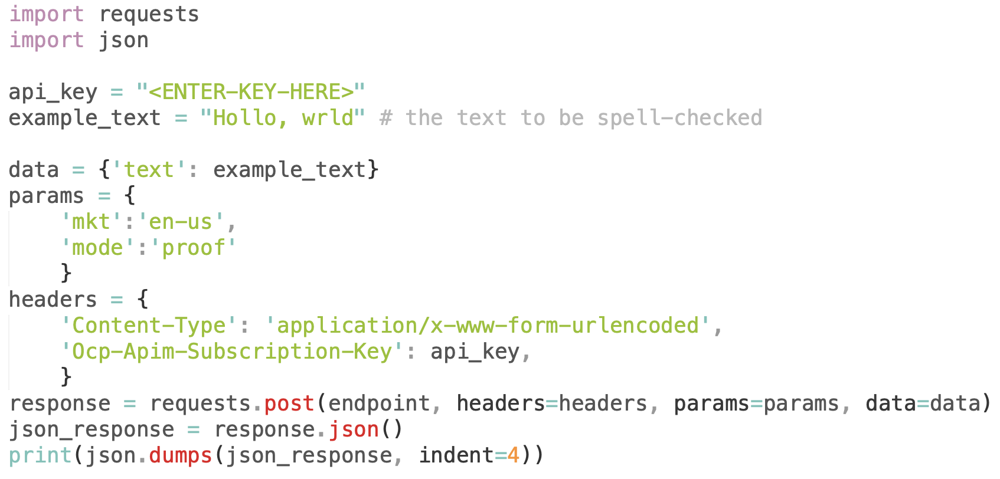 import requests
import json

api_key = "<ENTER-KEY-HERE>"
example_text = "Hollo, wrld" # the text to be spell-checked

data = {'text': example_text}
params = {
    'mkt':'en-us',
    'mode':'proof'
    }
headers = {
    'Content-Type': 'application/x-www-form-urlencoded',
    'Ocp-Apim-Subscription-Key': api_key,
    }
response = requests.post(endpoint, headers=headers, params=params, data=data)
json_response = response.json()
print(json.dumps(json_response, indent=4))